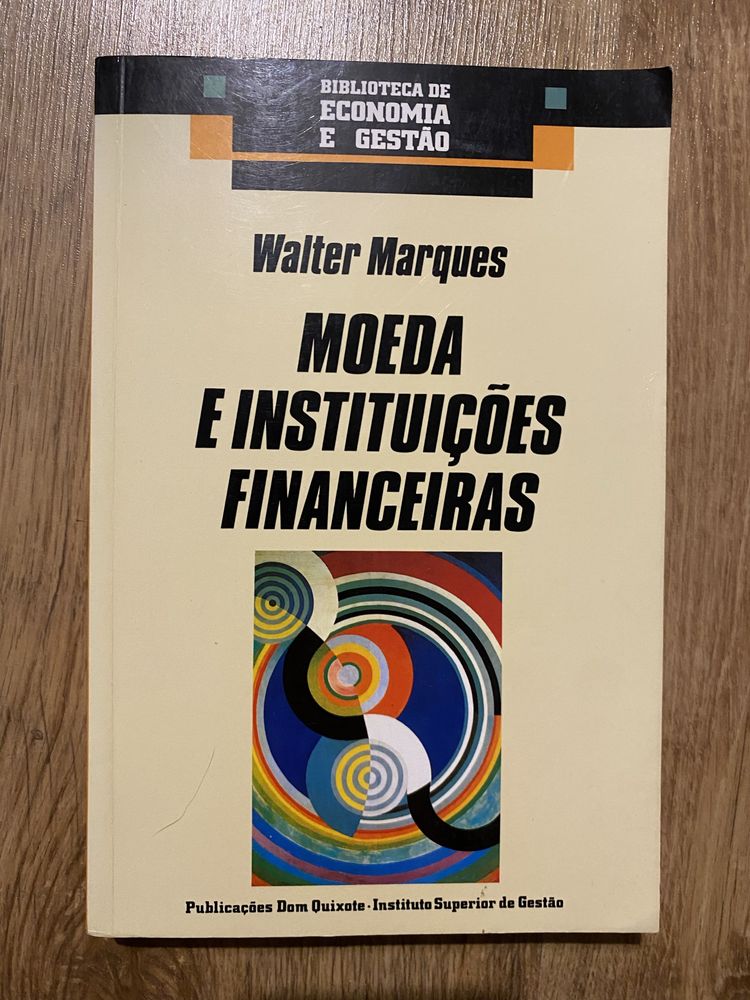 BIBLIOTECA DE
ECONOMIA
E GESTÃO
Walter Marques
MOEDA
E INSTITUIÇÕES
FINANCEIRAS
Publicações Dom Quixote • Instituto Superior de Gestão